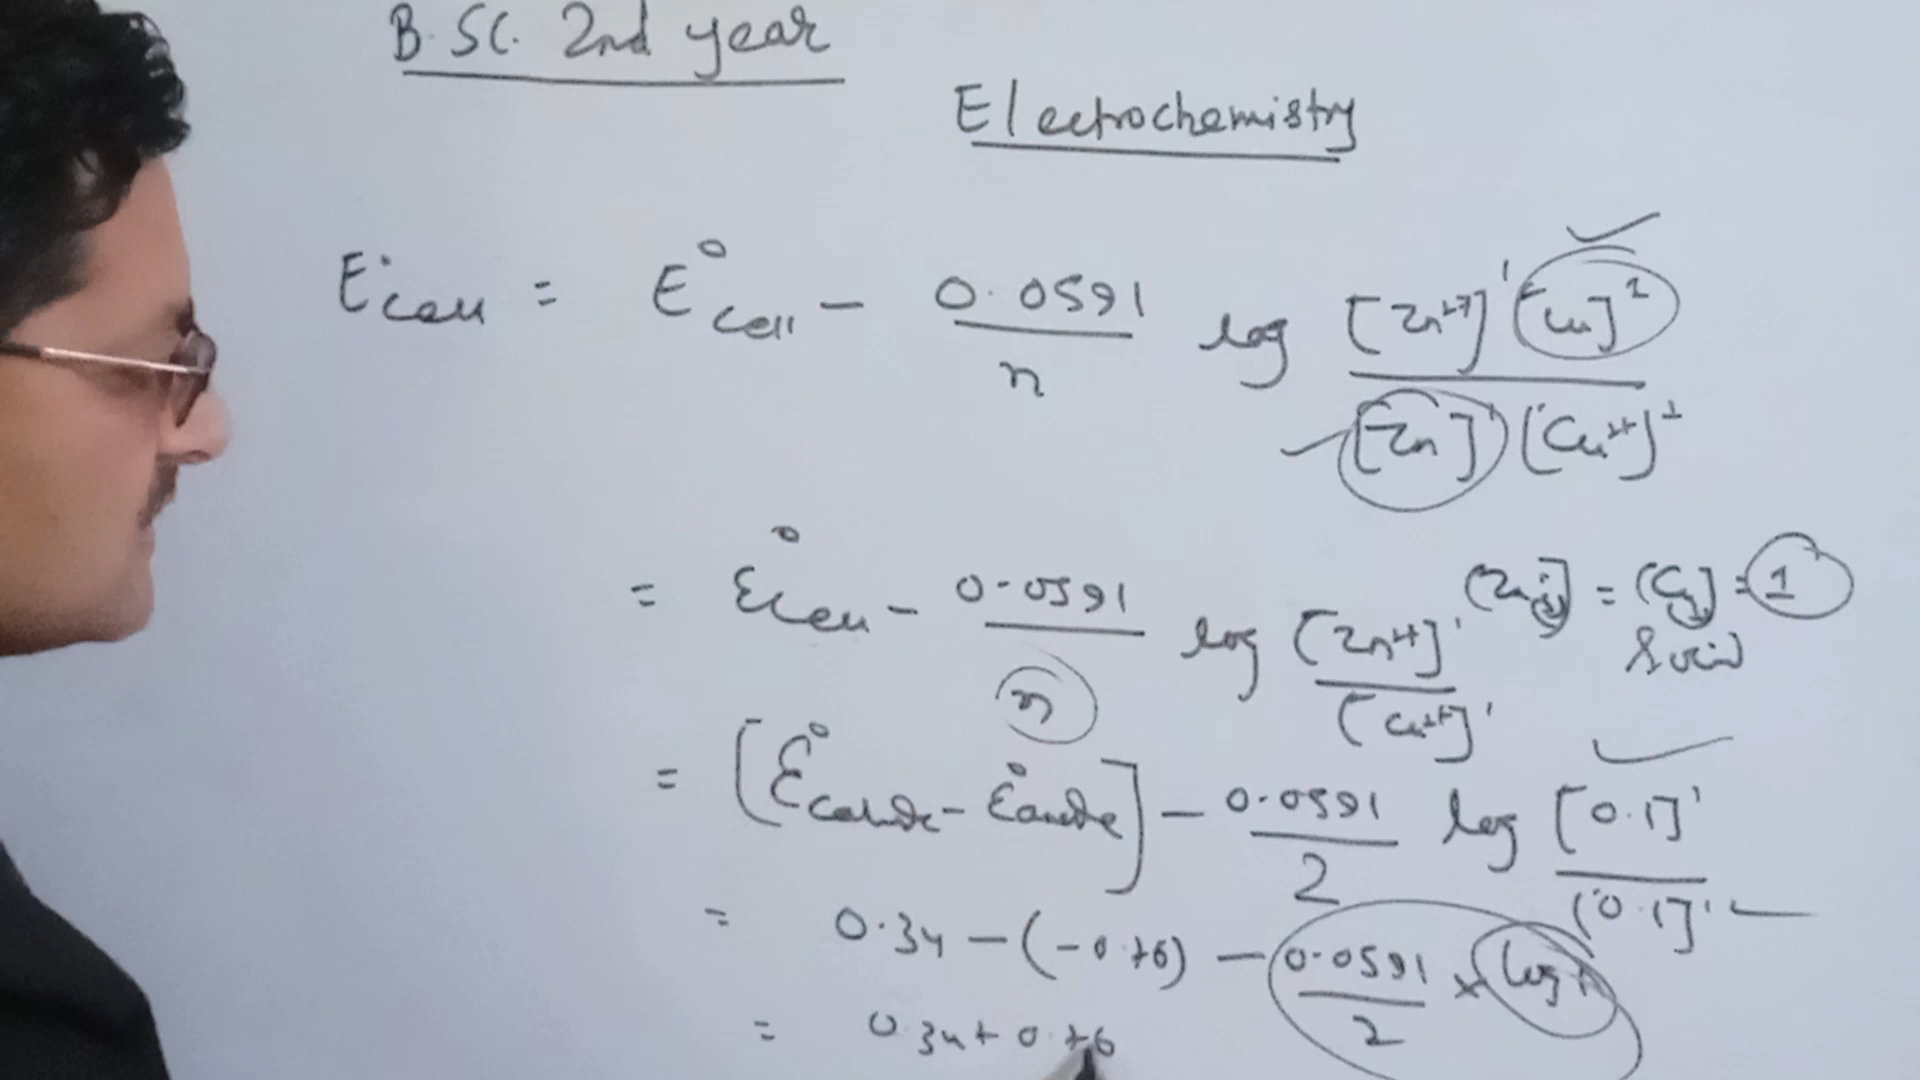 B.SC. 2nd year
Electrochemistry
Ecell = E°cell - 0.0591/n log [Zn2+]^1 [Cu]^1 / [Zn]^1 [Cu2+]^1
= E°cell - 0.0591/n log [Zn2+]^1 / [Cu2+]^1 [Zn(s)] = [Cu(s)] = 1
Solid
= [E°cathode - E°anode] - 0.0591/2 log [0.1]^1 / [0.1]^1
= 0.34 - (-0.76) - 0.0591/2 × log 1
= 0.34 + 0.76